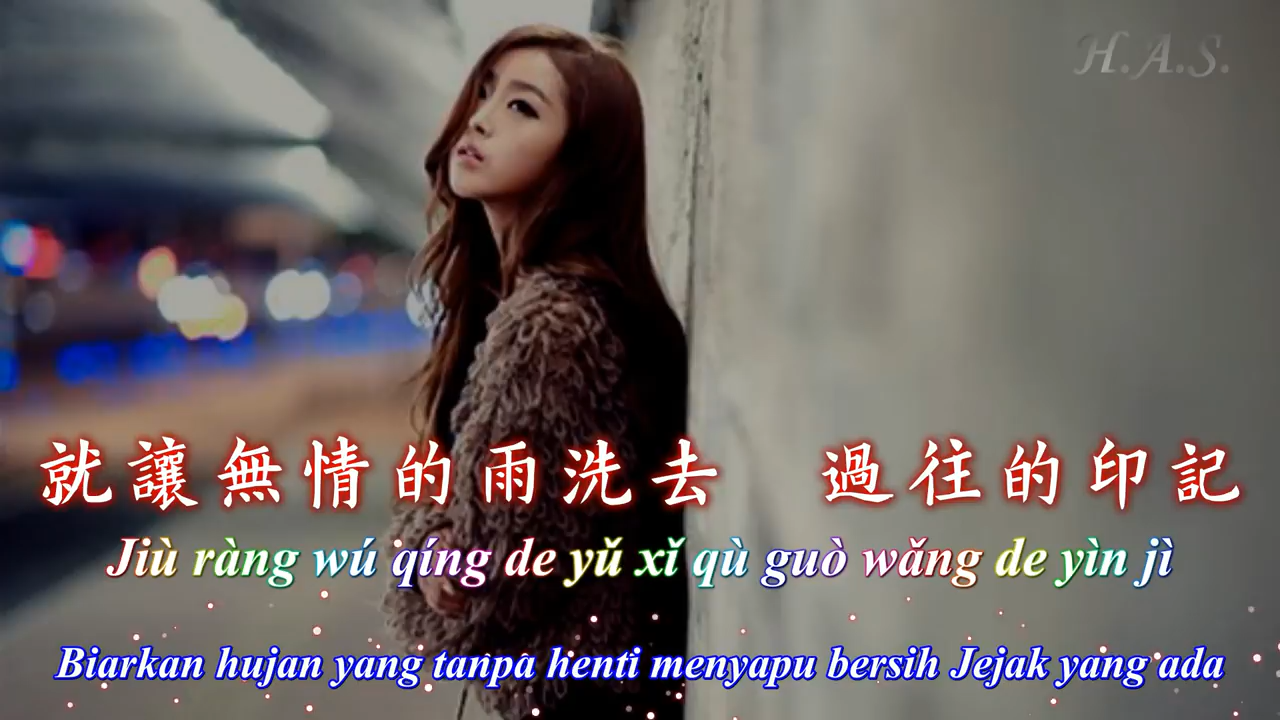 H.A.S.
就讓無情的雨洗去 過往的印記
Jiù ràng wú qíng de yǔ xǐ qù guò wǎng de yìn jì
Biarkan hujan yang tanpa henti menyapu bersih Jejak yang ada